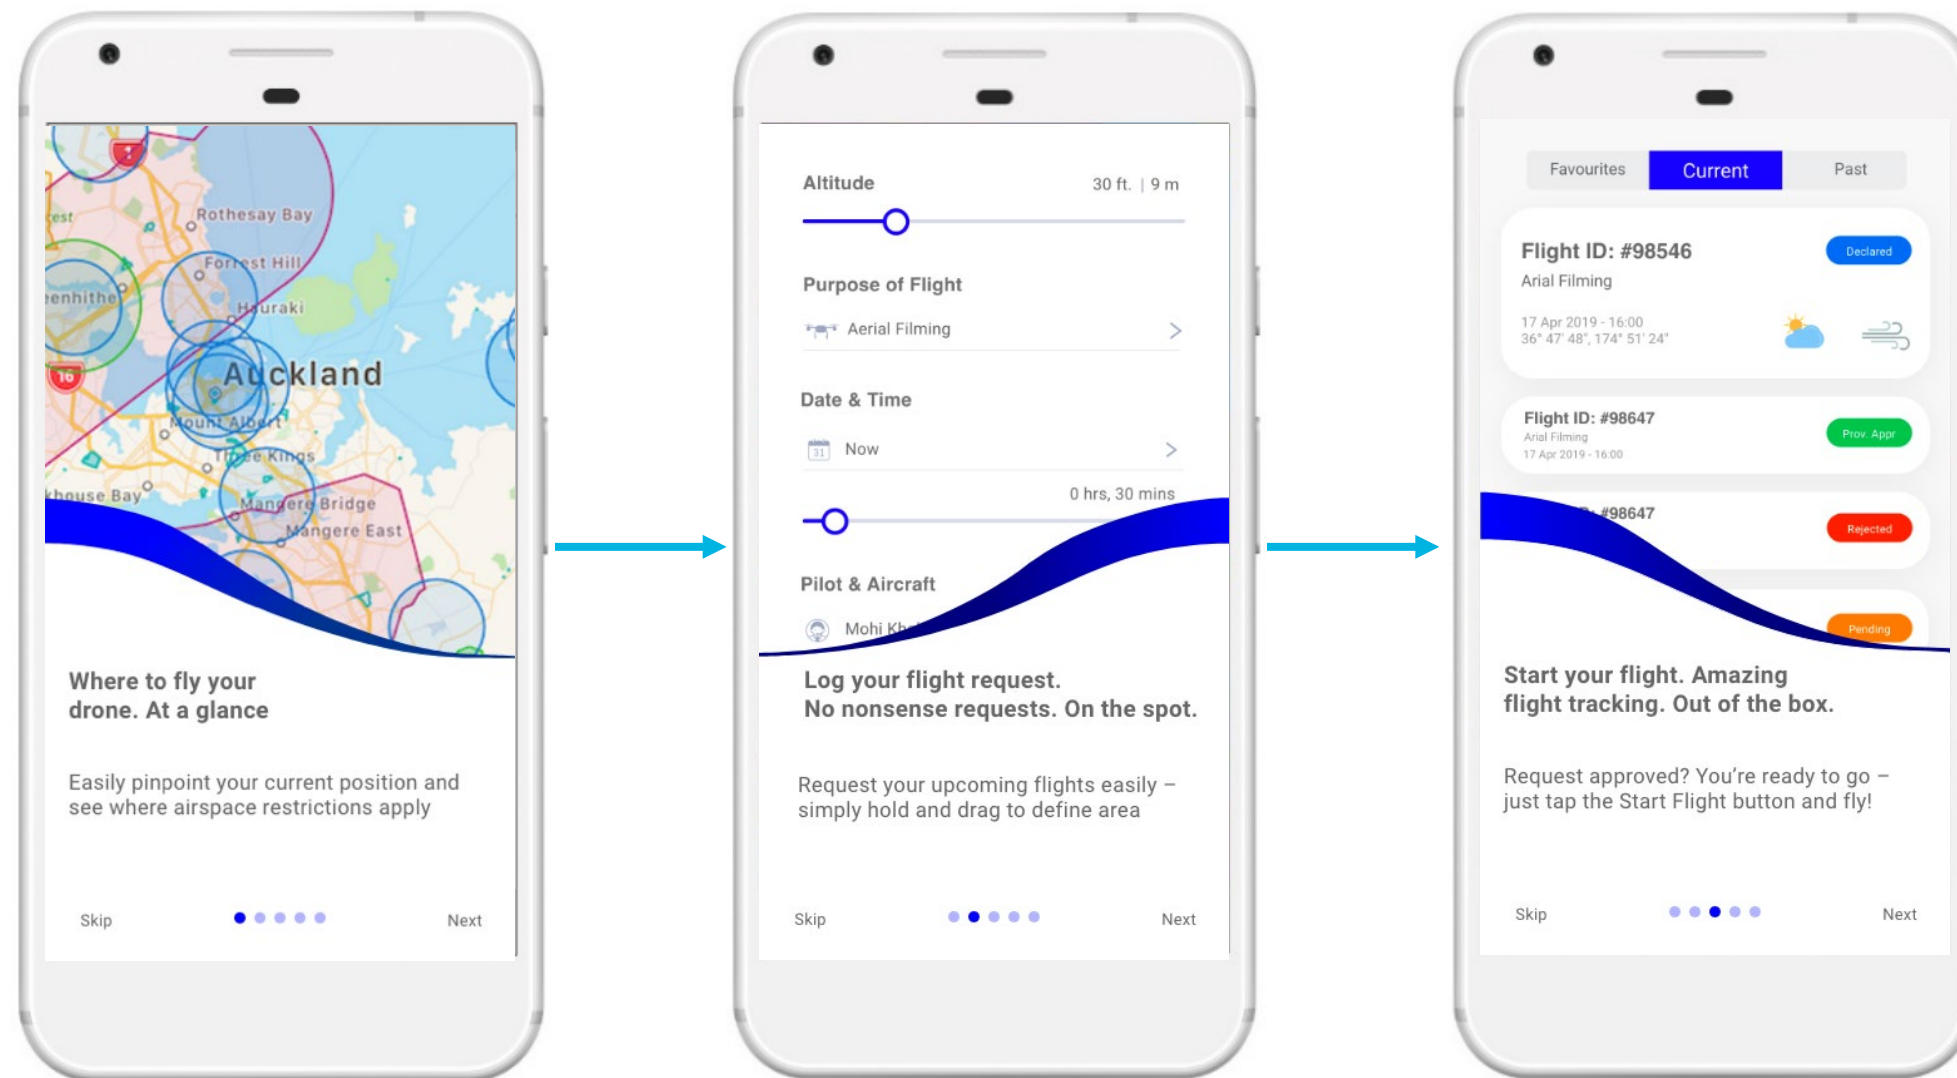 1
Rothesay Bay
Forrest Hill
Hauraki
Auckland
16
Mount Albert
Three Kings
Mangere Bridge
Mangere East
Where to fly your
drone. At a glance
Easily pinpoint your current position and
see where airspace restrictions apply
Skip
Next
Altitude
30 ft. | 9 m
Purpose of Flight
Aerial Filming
Date & Time
31
Now
0 hrs, 30 mins
Pilot & Aircraft
Mohi
Log your flight request.
No nonsense requests. On the spot.
Request your upcoming flights easily –
simply hold and drag to define area
Skip
Next
Favourites
Current
Past
Flight ID: #98546
Declared
Arial Filming
17 Apr 2019 - 16:00
36° 47' 48", 174° 51' 24"
Flight ID: #98647
Prov. Appr
Arial Filming
17 Apr 2019 - 16:00
#98647
Rejected
Pending
Start your flight. Amazing
flight tracking. Out of the box.
Request approved? You’re ready to go –
just tap the Start Flight button and fly!
Skip
Next